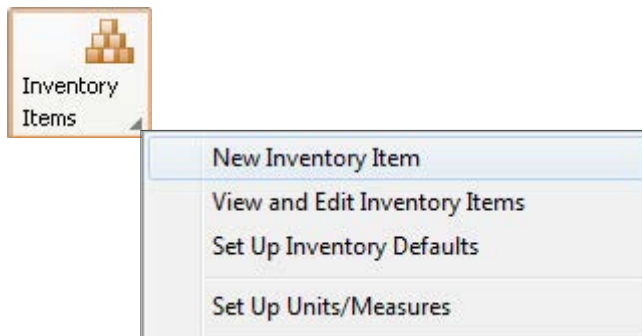 Inventory
Items
New Inventory Item
View and Edit Inventory Items
Set Up Inventory Defaults
Set Up Units/Measures